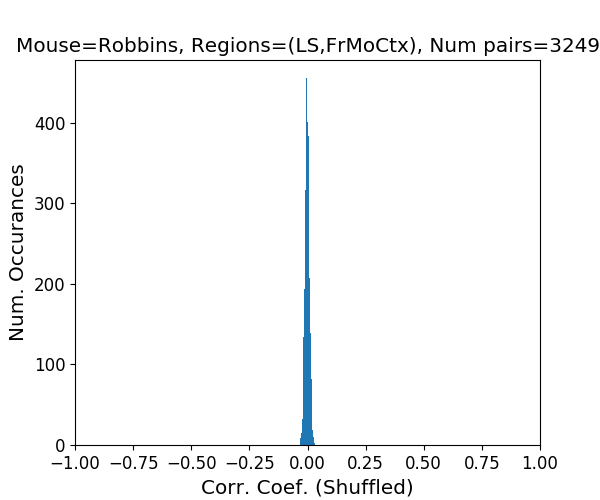 Mouse=Robbins, Regions=(LS,FrMoCtx), Num pairs=3249
Num. Occurances
400
300
200
100
0
−1.00 −0.75 −0.50 −0.25 0.00 0.25 0.50 0.75 1.00
Corr. Coef. (Shuffled)